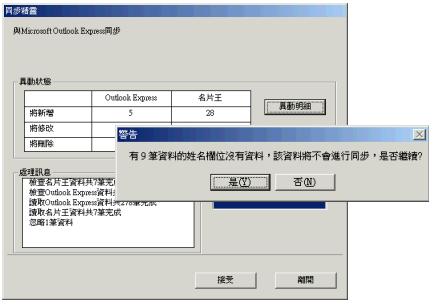 同步精靈
與Microsoft Outlook Express同步
異動狀態
Outlook Express 名片王
將新增 5 28
將修改
將刪除
異動明細
警告
有 9 筆資料的姓名欄位沒有資料，該資料將不會進行同步，是否繼續?
是(Y) 否(N)
處理訊息
檢查名片王資料共7筆完
檢查Outlook Express資料
讀取Outlook Express資料共278筆完成
讀取名片王資料共7筆完成
忽略1筆資料
接受 離開